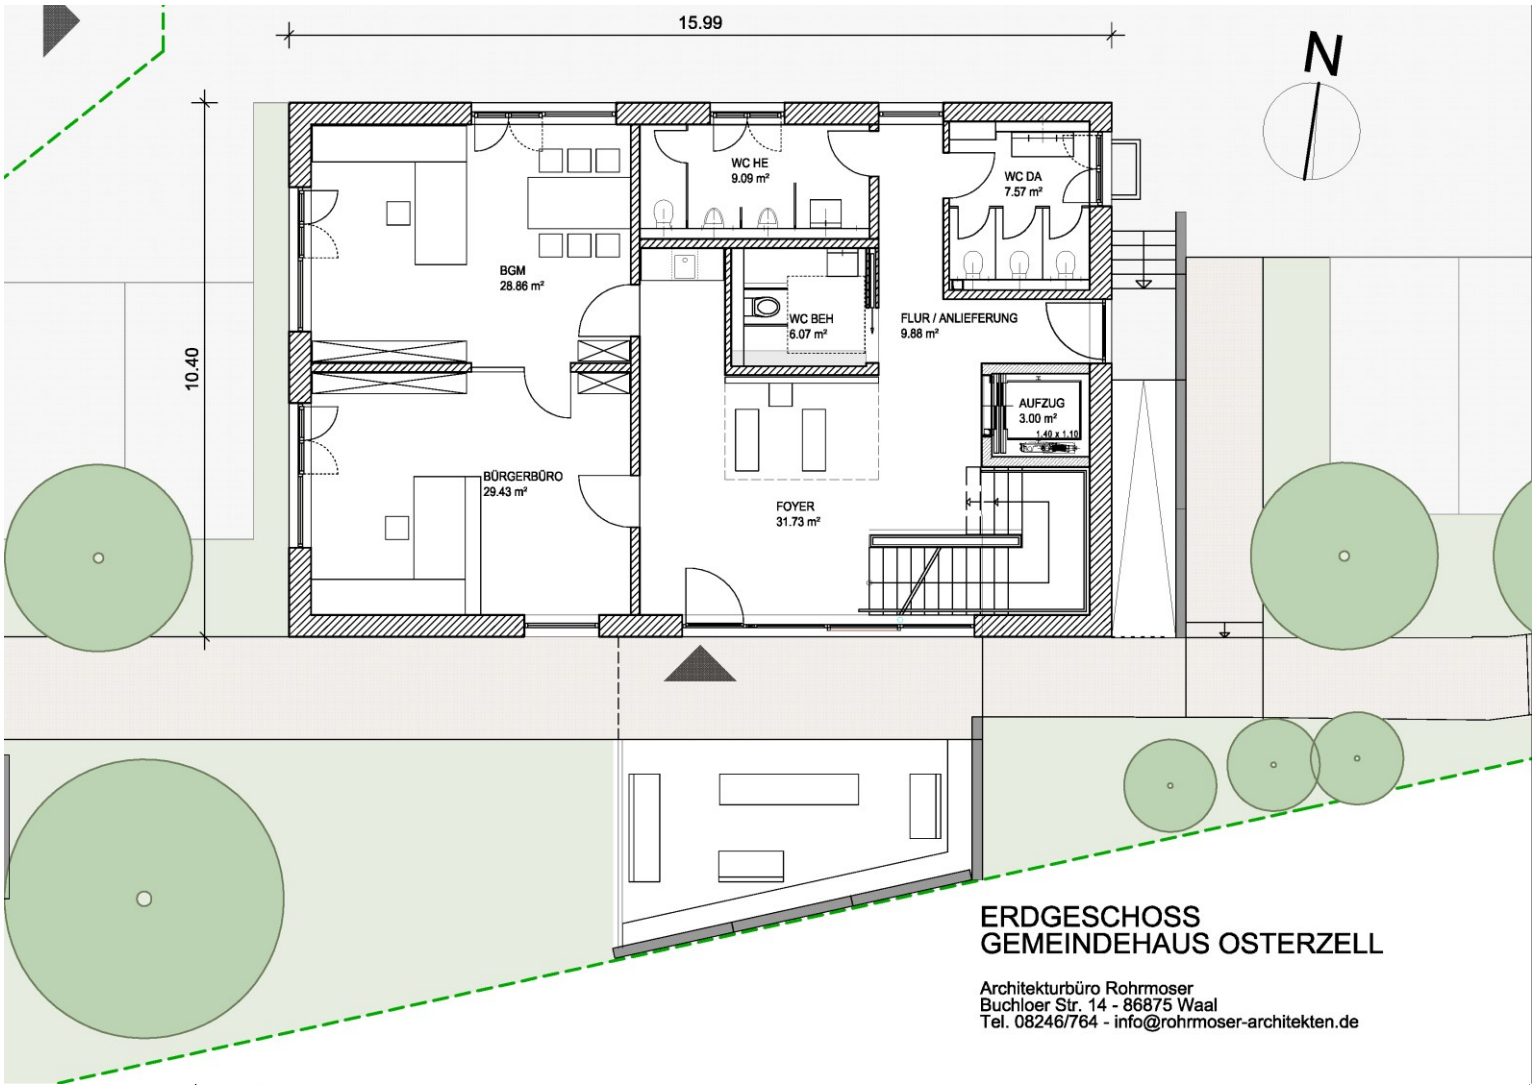 15.99
N
10.40
WC HE
9.09 m²
WC DA
7.57 m²
BGM
28.86 m²
WC BEH
6.07 m²
FLUR / ANLIEFERUNG
9.88 m²
AUFZUG
3.00 m²
1.40 x 1.10
BÜRGERBÜRO
29.43 m²
FOYER
31.73 m²
ERDGESCHOSS
GEMEINDEHAUS OSTERZELL
Architekturbüro Rohrmoser
Buchloer Str. 14 - 86875 Waal
Tel. 08246/764 - info@rohrmoser-architekten.de